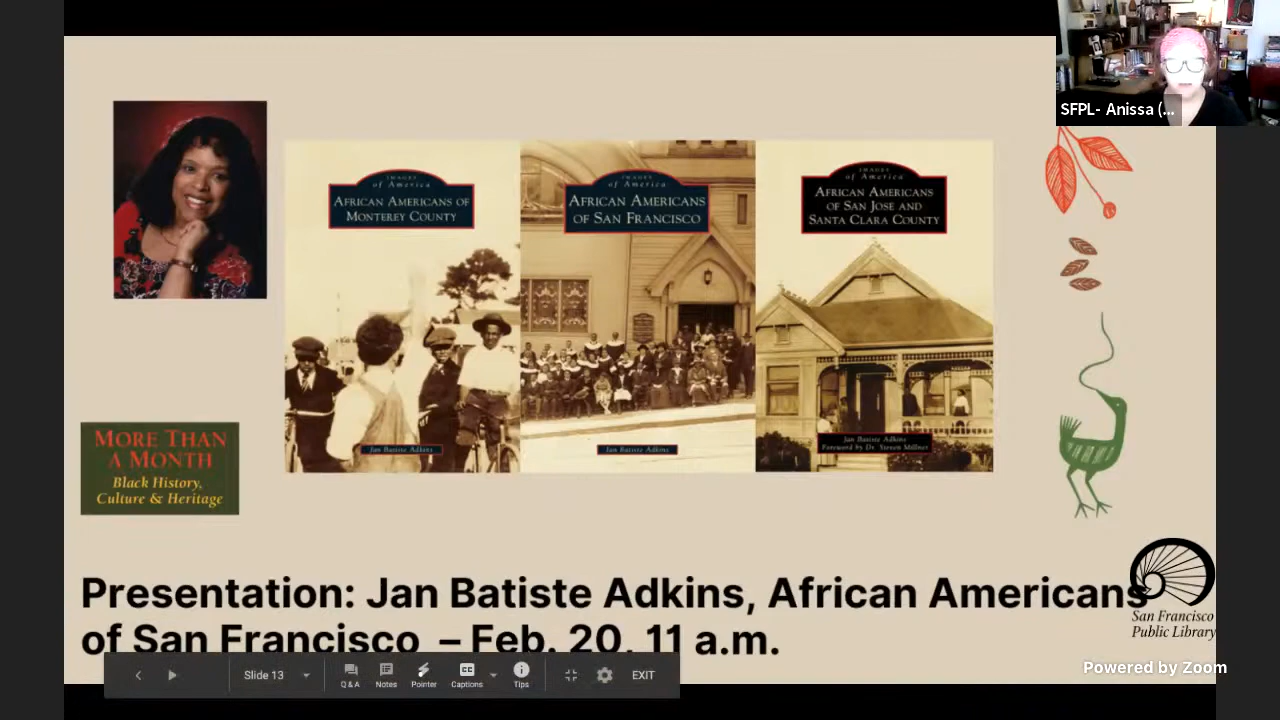 SFPL- Anissa (...
IMAGES
of America
AFRICAN AMERICANS OF
MONTEREY COUNTY
Jan Batiste Adkins
IMAGES
of America
AFRICAN AMERICANS
OF SAN FRANCISCO
Jan Batiste Adkins
IMAGES
of America
AFRICAN AMERICANS
OF SAN JOSE AND
SANTA CLARA COUNTY
Jan Batiste Adkins
Foreword by Dr. Steven Millner
MORE THAN
A MONTH
Black History,
Culture & Heritage
Presentation: Jan Batiste Adkins, African Americans
of San Francisco – Feb. 20, 11 a.m.
San Francisco
Public Library
Powered by Zoom
Slide 13
Q & A
Notes
Pointer
CC
Captions
Tips
EXIT